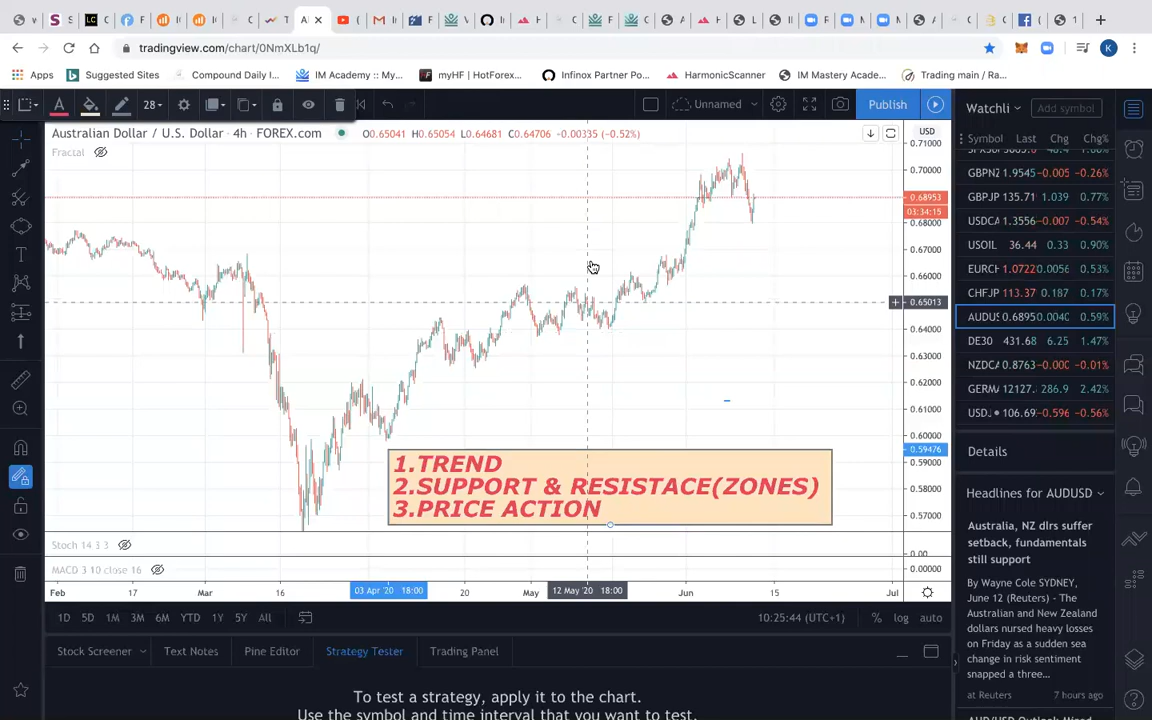 tradingview.com/chart/0NmXLb1q/
Apps
Suggested Sites
Compound Daily I...
IM Academy :: My...
myHF | HotForex...
Infinox Partner Po...
HarmonicScanner
IM Mastery Acade...
Trading main / Ra...
28
Unnamed
Publish
Watchli
Add symbol
Australian Dollar / U.S. Dollar · 4h · FOREX.com
O0.65041 H0.65054 L0.64681 C0.64706 -0.00335 (-0.52%)
USD
Symbol Last Chg Chg%
Fractal
0.71000
0.70000
0.68953
03:34:15
0.68000
0.67000
0.66000
0.65013
0.64000
0.63000
0.62000
0.61000
0.60000
0.59476
0.59000
0.58000
0.57000
0.00
0.00000
GBPNZ 1.9545 -0.005 -0.26%
GBPJP 135.71 1.039 0.77%
USDCA 1.3556 -0.007 -0.54%
USOIL 36.44 0.33 0.90%
EURCH 1.0722 0.0056 0.53%
CHFJP 113.37 0.187 0.17%
AUDUS 0.6895 0.0040 0.59%
DE30 431.68 6.25 1.47%
NZDCA 0.8763 -0.000 -0.01%
GERM 12127. 286.9 2.42%
USDJ 106.69 -0.596 -0.56%
1.TREND
2.SUPPORT & RESISTACE(ZONES)
3.PRICE ACTION
Stoch 14 3 3
MACD 3 10 close 16
Feb 17 Mar 16 03 Apr '20 18:00 20 May 12 May '20 18:00 Jun 15 Jul
1D 5D 1M 3M 6M YTD 1Y 5Y All
10:25:44 (UTC+1) % log auto
Stock Screener
Text Notes
Pine Editor
Strategy Tester
Trading Panel
To test a strategy, apply it to the chart.
Use the symbol and time interval that you want to test.
Details
Headlines for AUDUSD
Australia, NZ dlrs suffer
setback, fundamentals
still support
By Wayne Cole SYDNEY,
June 12 (Reuters) - The
Australian and New Zealand
dollars nursed heavy losses
on Friday as a sudden sea
change in risk sentiment
snapped a three...
at Reuters 7 hours ago